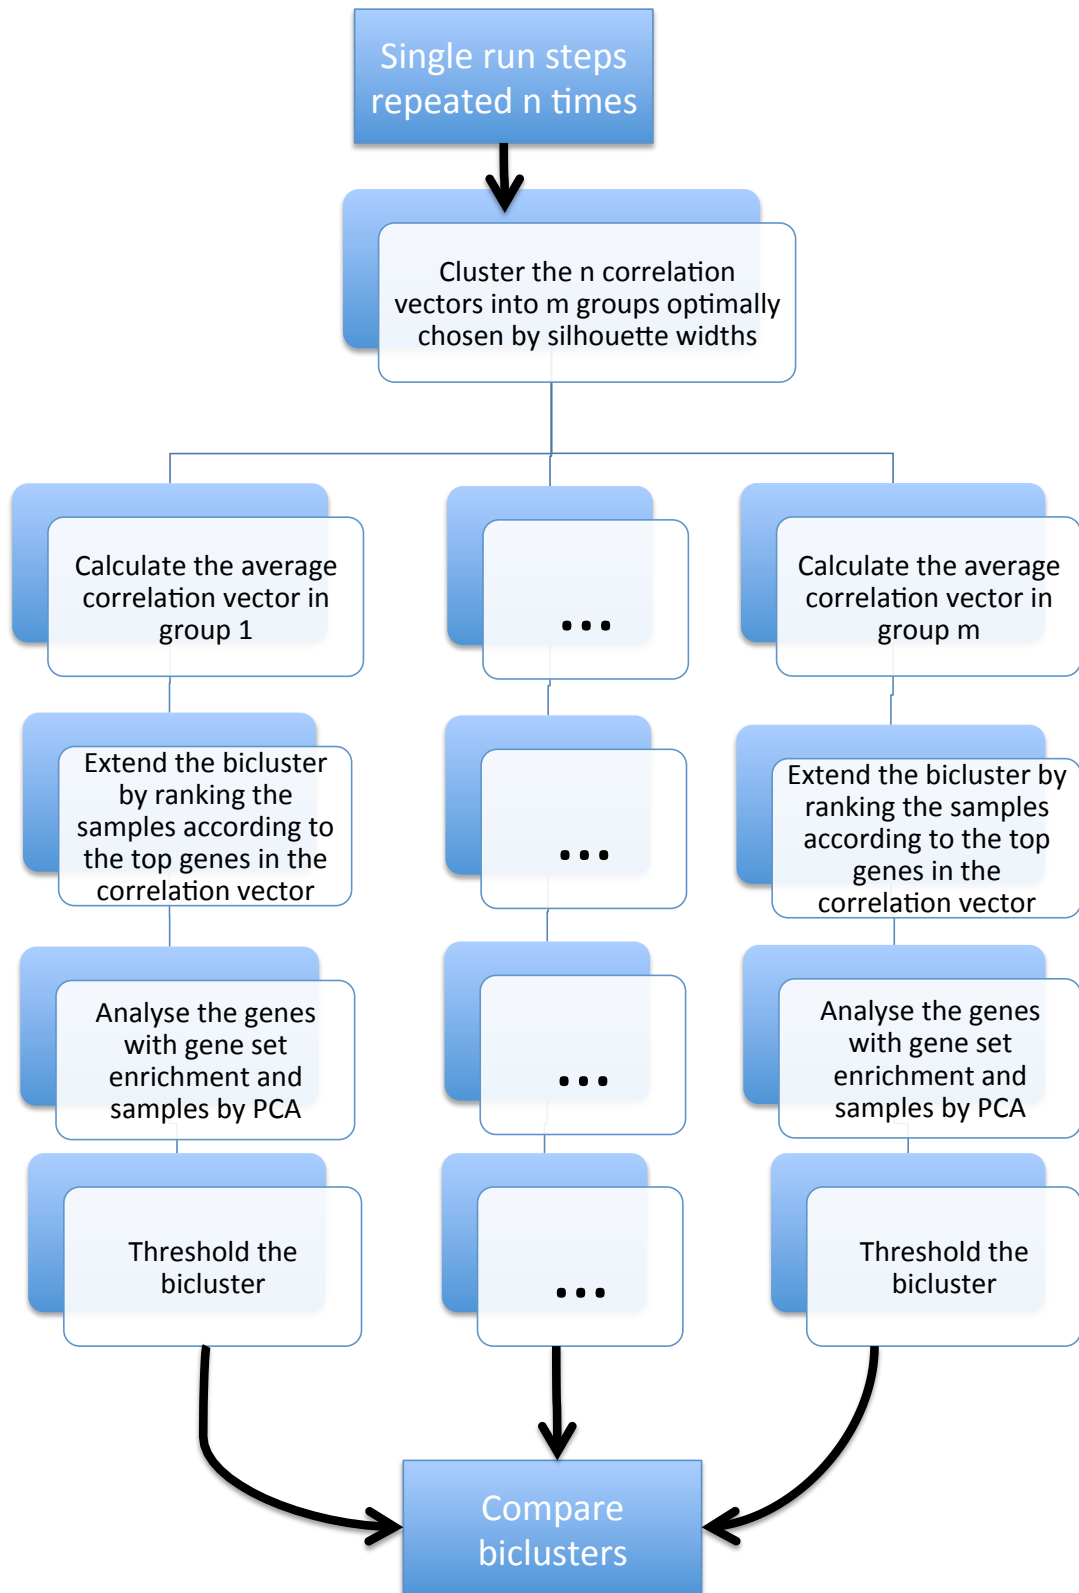 Single run steps
repeated n times
Cluster the n correlation
vectors into m groups optimally
chosen by silhouette widths
Calculate the average
correlation vector in
group 1
...
Calculate the average
correlation vector in
group m
Extend the bicluster
by ranking the
samples according to
the top genes in the
correlation vector
...
Extend the bicluster by
ranking the samples
according to the top
genes in the
correlation vector
Analyse the genes
with gene set
enrichment and
samples by PCA
...
Analyse the genes
with gene set
enrichment and
samples by PCA
Threshold the
bicluster
...
Threshold the
bicluster
Compare
biclusters